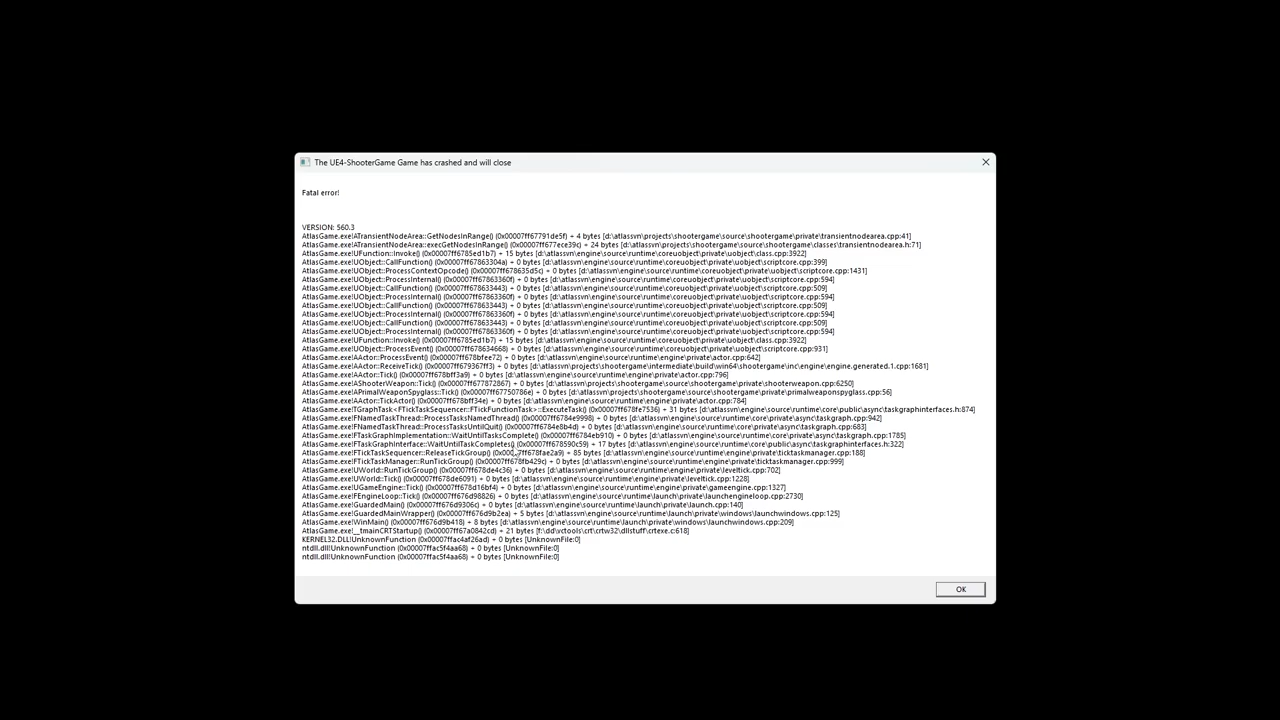 The UE4-ShooterGame Game has crashed and will close
Fatal error!
VERSION: 560.3
AtlasGame.exe!ATransientNodeArea::GetNodesInRange() (0x00007ff67791de5f) + 4 bytes [d:\atlassvn\projects\shootergame\source\shootergame\private\transientnodearea.cpp:41]
AtlasGame.exe!ATransientNodeArea::execGetNodesInRange() (0x00007ff677ece39c) + 24 bytes [d:\atlassvn\projects\shootergame\source\shootergame\classes\transientnodearea.h:71]
AtlasGame.exe!UFunction::Invoke() (0x00007ff6785ed1b7) + 15 bytes [d:\atlassvn\engine\source\runtime\coreuobject\private\uobject\class.cpp:3922]
AtlasGame.exe!UObject::CallFunction() (0x00007ff67863304a) + 0 bytes [d:\atlassvn\engine\source\runtime\coreuobject\private\uobject\scriptcore.cpp:399]
AtlasGame.exe!UObject::ProcessContextOpcode() (0x00007ff678635d5c) + 0 bytes [d:\atlassvn\engine\source\runtime\coreuobject\private\uobject\scriptcore.cpp:1431]
AtlasGame.exe!UObject::ProcessInternal() (0x00007ff67863360f) + 0 bytes [d:\atlassvn\engine\source\runtime\coreuobject\private\uobject\scriptcore.cpp:594]
AtlasGame.exe!UObject::CallFunction() (0x00007ff678633443) + 0 bytes [d:\atlassvn\engine\source\runtime\coreuobject\private\uobject\scriptcore.cpp:509]
AtlasGame.exe!UObject::ProcessInternal() (0x00007ff67863360f) + 0 bytes [d:\atlassvn\engine\source\runtime\coreuobject\private\uobject\scriptcore.cpp:594]
AtlasGame.exe!UObject::CallFunction() (0x00007ff678633443) + 0 bytes [d:\atlassvn\engine\source\runtime\coreuobject\private\uobject\scriptcore.cpp:509]
AtlasGame.exe!UObject::ProcessInternal() (0x00007ff67863360f) + 0 bytes [d:\atlassvn\engine\source\runtime\coreuobject\private\uobject\scriptcore.cpp:594]
AtlasGame.exe!UObject::CallFunction() (0x00007ff678633443) + 0 bytes [d:\atlassvn\engine\source\runtime\coreuobject\private\uobject\scriptcore.cpp:509]
AtlasGame.exe!UObject::ProcessInternal() (0x00007ff67863360f) + 0 bytes [d:\atlassvn\engine\source\runtime\coreuobject\private\uobject\scriptcore.cpp:594]
AtlasGame.exe!UFunction::Invoke() (0x00007ff6785ed1b7) + 15 bytes [d:\atlassvn\engine\source\runtime\coreuobject\private\uobject\class.cpp:3922]
AtlasGame.exe!UObject::ProcessEvent() (0x00007ff678634668) + 0 bytes [d:\atlassvn\engine\source\runtime\coreuobject\private\uobject\scriptcore.cpp:931]
AtlasGame.exe!AActor::ProcessEvent() (0x00007ff678bfee72) + 0 bytes [d:\atlassvn\engine\source\runtime\engine\private\actor.cpp:642]
AtlasGame.exe!AActor::ReceiveTick() (0x00007ff679367ff3) + 0 bytes [d:\atlassvn\projects\shootergame\intermediate\build\win64\shootergame\inc\engine\engine.generated.1.cpp:1681]
AtlasGame.exe!AActor::Tick() (0x00007ff678bff3a9) + 0 bytes [d:\atlassvn\engine\source\runtime\engine\private\actor.cpp:796]
AtlasGame.exe!AShooterWeapon::Tick() (0x00007ff677872867) + 0 bytes [d:\atlassvn\projects\shootergame\source\shootergame\private\shooterweapon.cpp:6250]
AtlasGame.exe!APrimalWeaponSpyglass::Tick() (0x00007ff67750786e) + 0 bytes [d:\atlassvn\projects\shootergame\source\shootergame\private\primalweaponspyglass.cpp:56]
AtlasGame.exe!AActor::TickActor() (0x00007ff678bff34e) + 0 bytes [d:\atlassvn\engine\source\runtime\engine\private\actor.cpp:784]
AtlasGame.exe!TGraphTask<FTickTaskSequencer::FTickFunctionTask>::ExecuteTask() (0x00007ff678fe7536) + 31 bytes [d:\atlassvn\engine\source\runtime\core\public\async\taskgraphinterfaces.h:874]
AtlasGame.exe!FNamedTaskThread::ProcessTasksNamedThread() (0x00007ff6784e9998) + 0 bytes [d:\atlassvn\engine\source\runtime\core\private\async\taskgraph.cpp:942]
AtlasGame.exe!FNamedTaskThread::ProcessTasksUntilQuit() (0x00007ff6784e8b4d) + 0 bytes [d:\atlassvn\engine\source\runtime\core\private\async\taskgraph.cpp:683]
AtlasGame.exe!FTaskGraphImplementation::WaitUntilTasksComplete() (0x00007ff6784eb910) + 0 bytes [d:\atlassvn\engine\source\runtime\core\private\async\taskgraph.cpp:1785]
AtlasGame.exe!FTaskGraphInterface::WaitUntilTaskCompletes() (0x00007ff678590c59) + 17 bytes [d:\atlassvn\engine\source\runtime\core\public\async\taskgraphinterfaces.h:322]
AtlasGame.exe!FTickTaskSequencer::ReleaseTickGroup() (0x00007ff678fae2a9) + 85 bytes [d:\atlassvn\engine\source\runtime\engine\private\ticktaskmanager.cpp:188]
AtlasGame.exe!FTickTaskManager::RunTickGroup() (0x00007ff678fb429c) + 0 bytes [d:\atlassvn\engine\source\runtime\engine\private\ticktaskmanager.cpp:999]
AtlasGame.exe!UWorld::RunTickGroup() (0x00007ff678de4c36) + 0 bytes [d:\atlassvn\engine\source\runtime\engine\private\leveltick.cpp:702]
AtlasGame.exe!UWorld::Tick() (0x00007ff678de6091) + 0 bytes [d:\atlassvn\engine\source\runtime\engine\private\leveltick.cpp:1228]
AtlasGame.exe!UGameEngine::Tick() (0x00007ff678d16bf4) + 0 bytes [d:\atlassvn\engine\source\runtime\engine\private\gameengine.cpp:1327]
AtlasGame.exe!FEngineLoop::Tick() (0x00007ff676d98826) + 0 bytes [d:\atlassvn\engine\source\runtime\launch\private\launchengineloop.cpp:2730]
AtlasGame.exe!GuardedMain() (0x00007ff676d9306c) + 0 bytes [d:\atlassvn\engine\source\runtime\launch\private\launch.cpp:140]
AtlasGame.exe!GuardedMainWrapper() (0x00007ff676d9b2ea) + 5 bytes [d:\atlassvn\engine\source\runtime\launch\private\windows\launchwindows.cpp:125]
AtlasGame.exe!WinMain() (0x00007ff676d9b418) + 8 bytes [d:\atlassvn\engine\source\runtime\launch\private\windows\launchwindows.cpp:209]
AtlasGame.exe!__tmainCRTStartup() (0x00007ff67a0842cd) + 21 bytes [f:\dd\vctools\crt\crtw32\dllstuff\crtexe.c:618]
KERNEL32.DLL!UnknownFunction (0x00007ffac4af26ad) + 0 bytes [UnknownFile:0]
ntdll.dll!UnknownFunction (0x00007ffac5f4aa68) + 0 bytes [UnknownFile:0]
ntdll.dll!UnknownFunction (0x00007ffac5f4aa68) + 0 bytes [UnknownFile:0]
OK